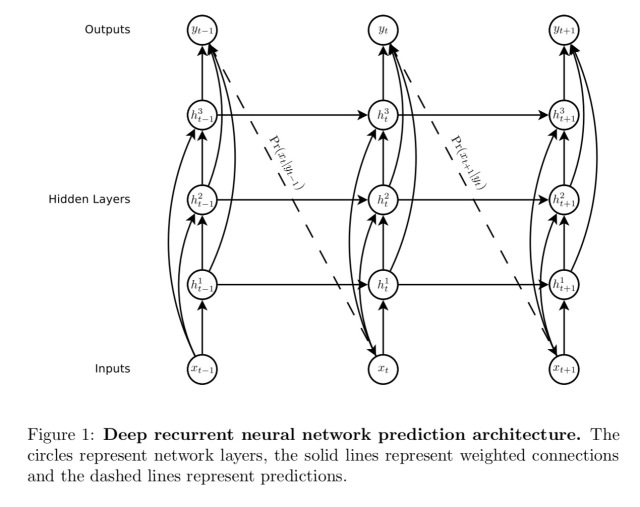 Outputs y_{t-1} y_t y_{t+1}
h^3_{t-1} h^3_t h^3_{t+1}
Pr(x_t|y_{t-1}) Pr(x_{t+1}|y_t)
Hidden Layers h^2_{t-1} h^2_t h^2_{t+1}
h^1_{t-1} h^1_t h^1_{t+1}
Inputs x_{t-1} x_t x_{t+1}
Figure 1: Deep recurrent neural network prediction architecture. The
circles represent network layers, the solid lines represent weighted connections
and the dashed lines represent predictions.